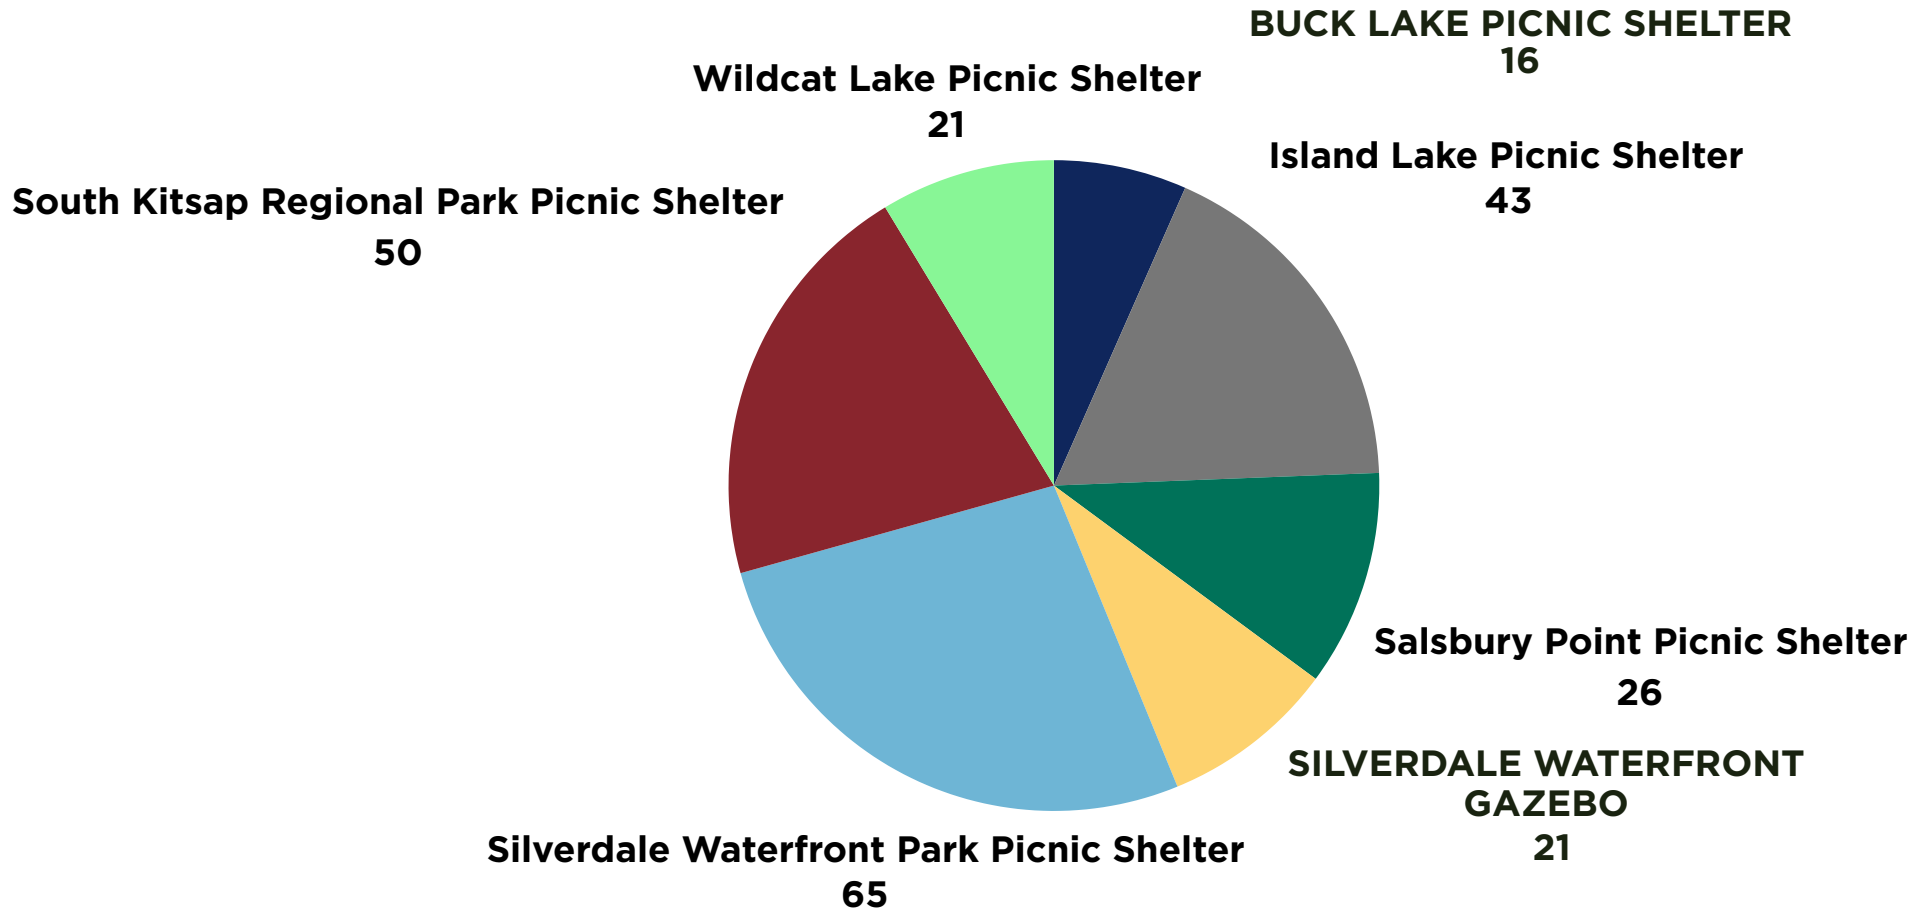 BUCK LAKE PICNIC SHELTER
16
Wildcat Lake Picnic Shelter
21
Island Lake Picnic Shelter
43
South Kitsap Regional Park Picnic Shelter
50
Salsbury Point Picnic Shelter
26
SILVERDALE WATERFRONT
GAZEBO
21
Silverdale Waterfront Park Picnic Shelter
65